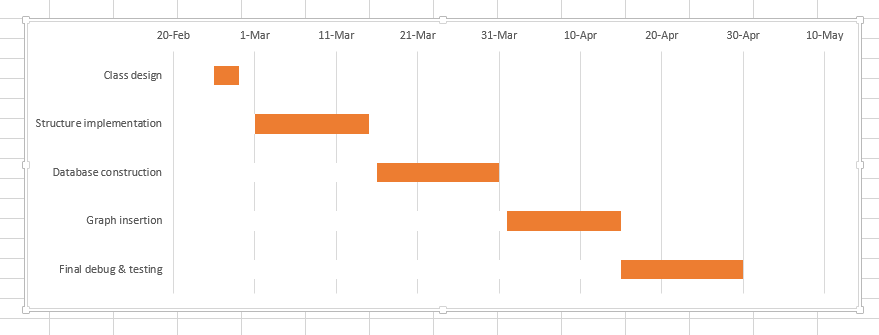 20-Feb 1-Mar 11-Mar 21-Mar 31-Mar 10-Apr 20-Apr 30-Apr 10-May
Class design
Structure implementation
Database construction
Graph insertion
Final debug & testing